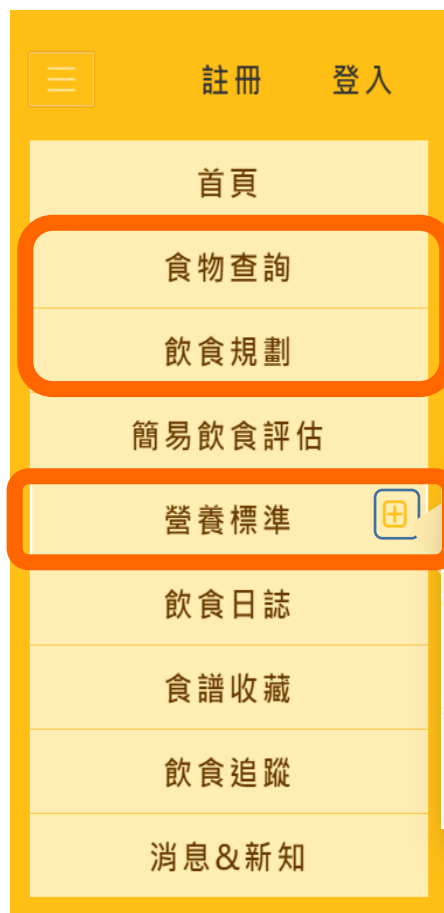 註冊 登入
首頁
食物查詢
飲食規劃
簡易飲食評估
營養標準
飲食日誌
食譜收藏
飲食追蹤
消息&新知